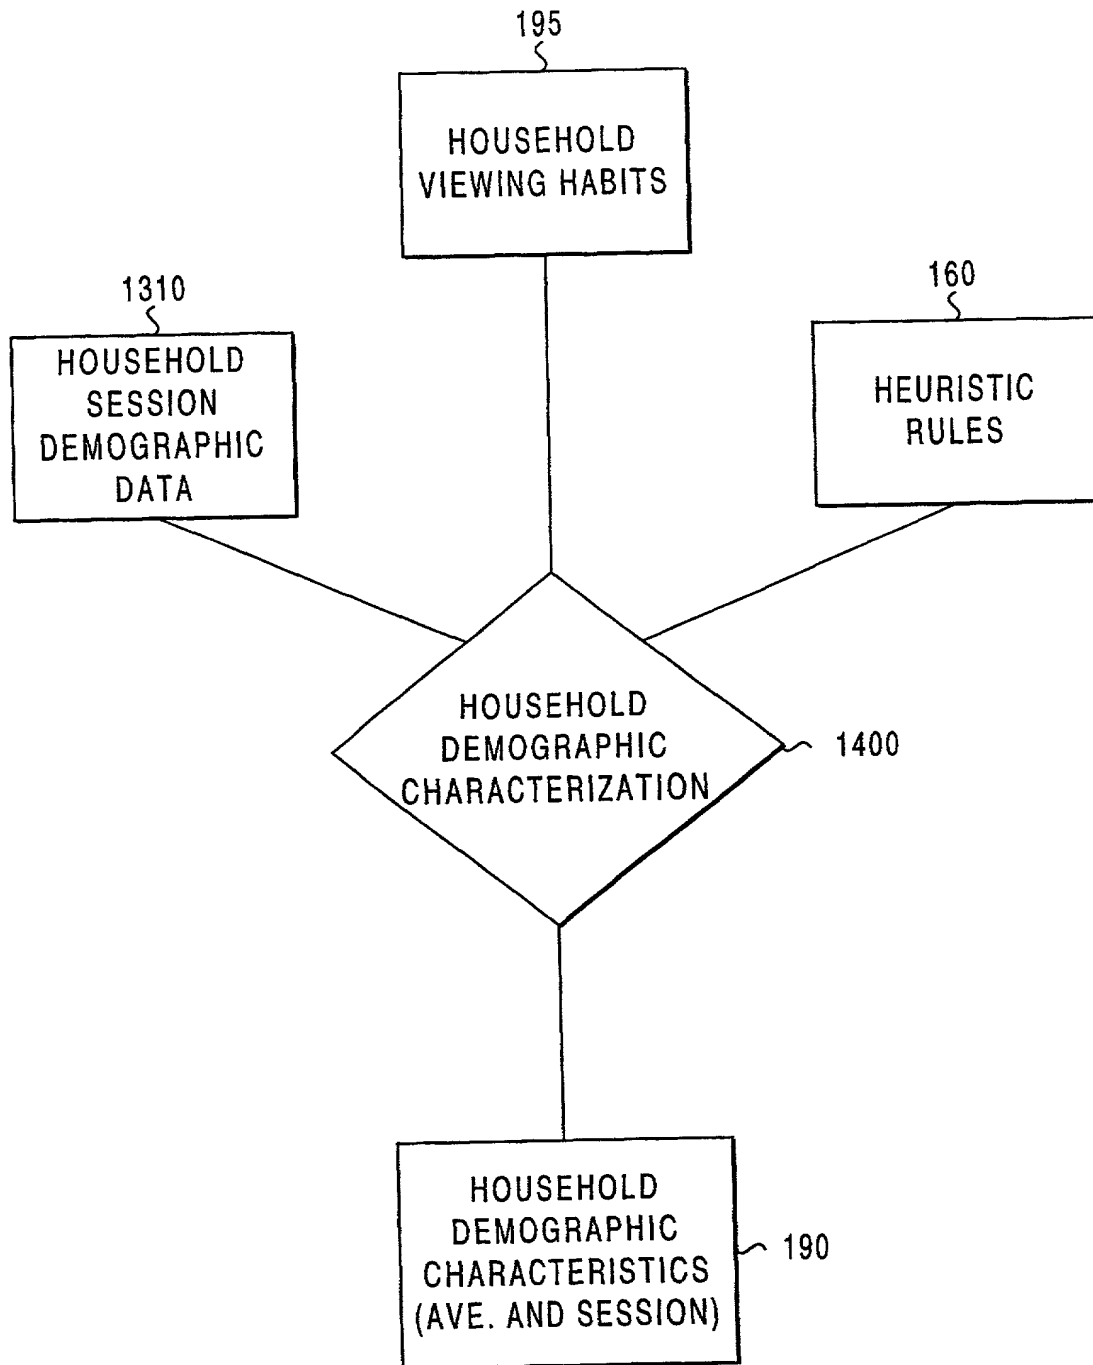 195
HOUSEHOLD
VIEWING HABITS
1310
HOUSEHOLD
SESSION
DEMOGRAPHIC
DATA
160
HEURISTIC
RULES
HOUSEHOLD
DEMOGRAPHIC
CHARACTERIZATION
1400
HOUSEHOLD
DEMOGRAPHIC
CHARACTERISTICS
(AVE. AND SESSION)
190